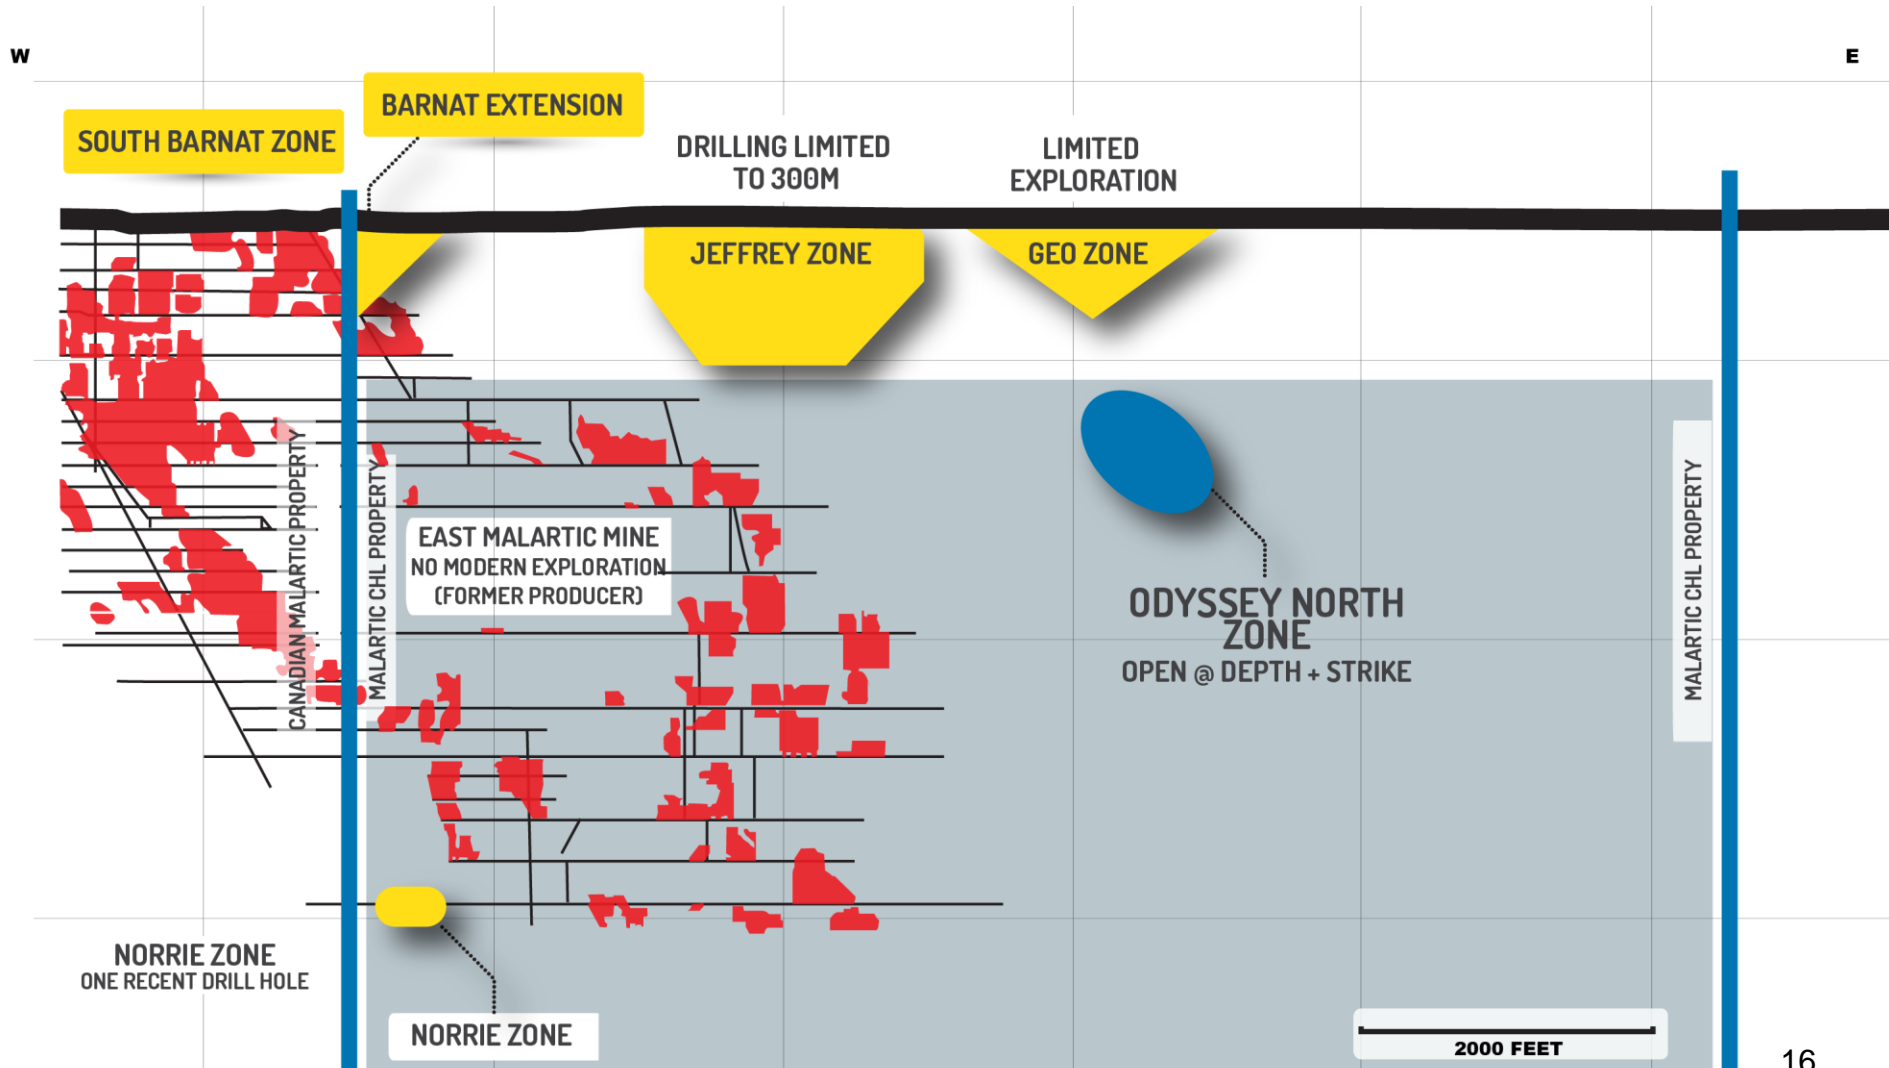 W
E
BARNAT EXTENSION
SOUTH BARNAT ZONE
DRILLING LIMITED
TO 300M
LIMITED
EXPLORATION
JEFFREY ZONE
GEO ZONE
CANADIAN MALARTIC PROPERTY
MALARTIC CHL PROPERTY
EAST MALARTIC MINE
NO MODERN EXPLORATION
(FORMER PRODUCER)
ODYSSEY NORTH
ZONE
OPEN @ DEPTH + STRIKE
MALARTIC CHL PROPERTY
NORRIE ZONE
ONE RECENT DRILL HOLE
NORRIE ZONE
2000 FEET
16